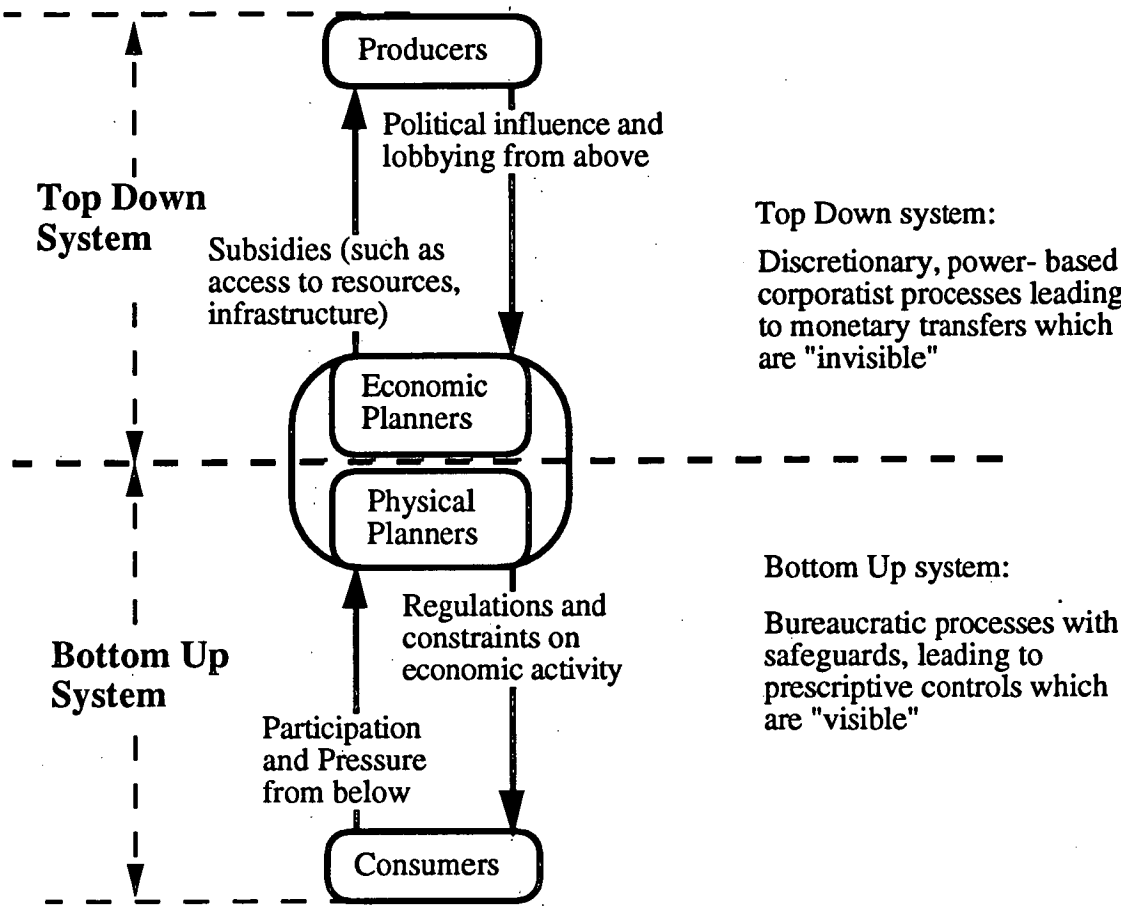 Producers
Political influence and
lobbying from above
Top Down
System
Subsidies (such as
access to resources,
infrastructure)
Top Down system:
Discretionary, power- based
corporatist processes leading
to monetary transfers which
are "invisible"
Economic
Planners
Physical
Planners
Bottom Up system:
Bureaucratic processes with
safeguards, leading to
prescriptive controls which
are "visible"
Regulations and
constraints on
economic activity
Bottom Up
System
Participation
and Pressure
from below
Consumers